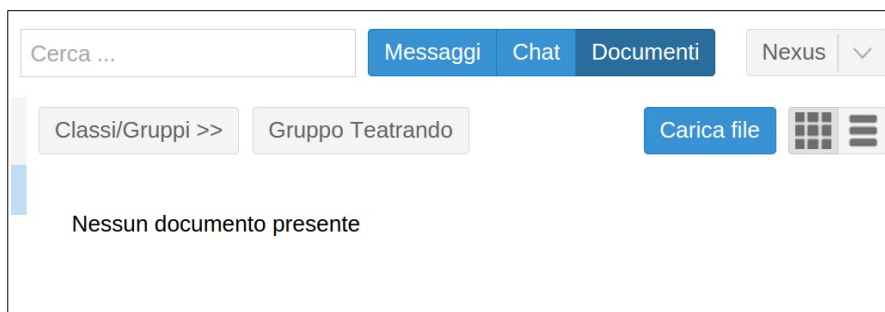 Cerca ... Messaggi Chat Documenti Nexus
Classi/Gruppi >> Gruppo Teatrando Carica file
Nessun documento presente